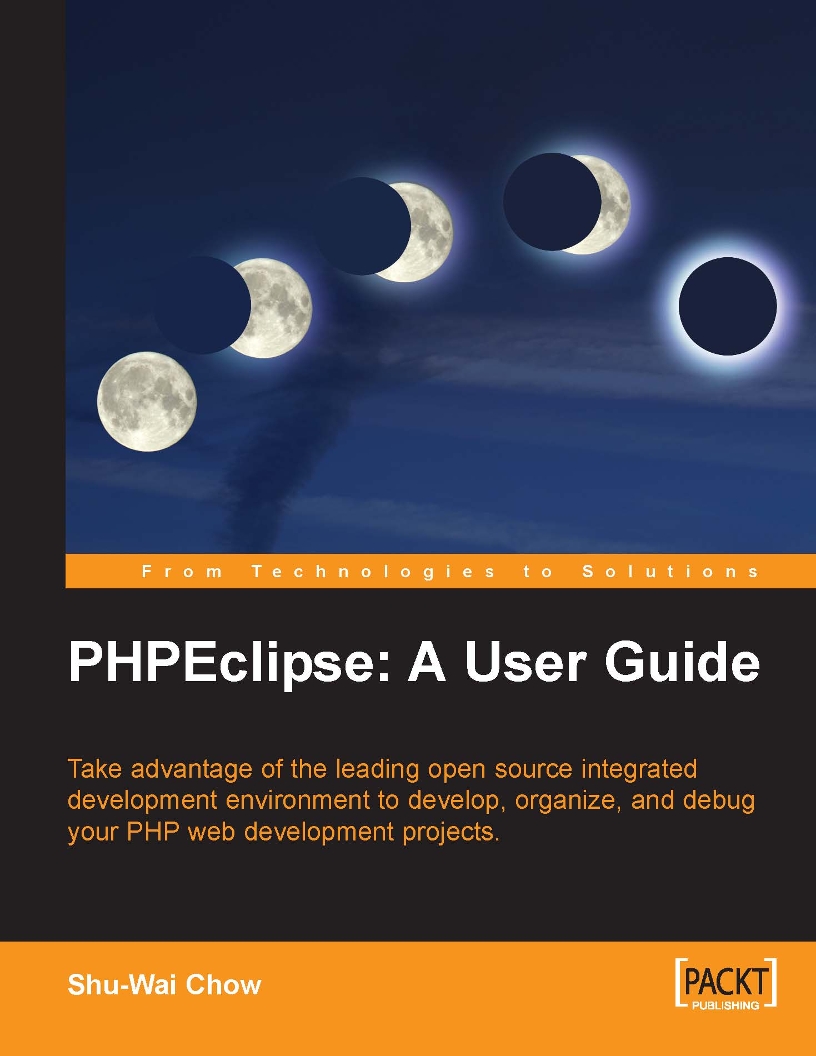 From Technologies to Solutions
PHPEclipse: A User Guide
Take advantage of the leading open source integrated
development environment to develop, organize, and debug
your PHP web development projects.
Shu-Wai Chow
PACKT
PUBLISHING